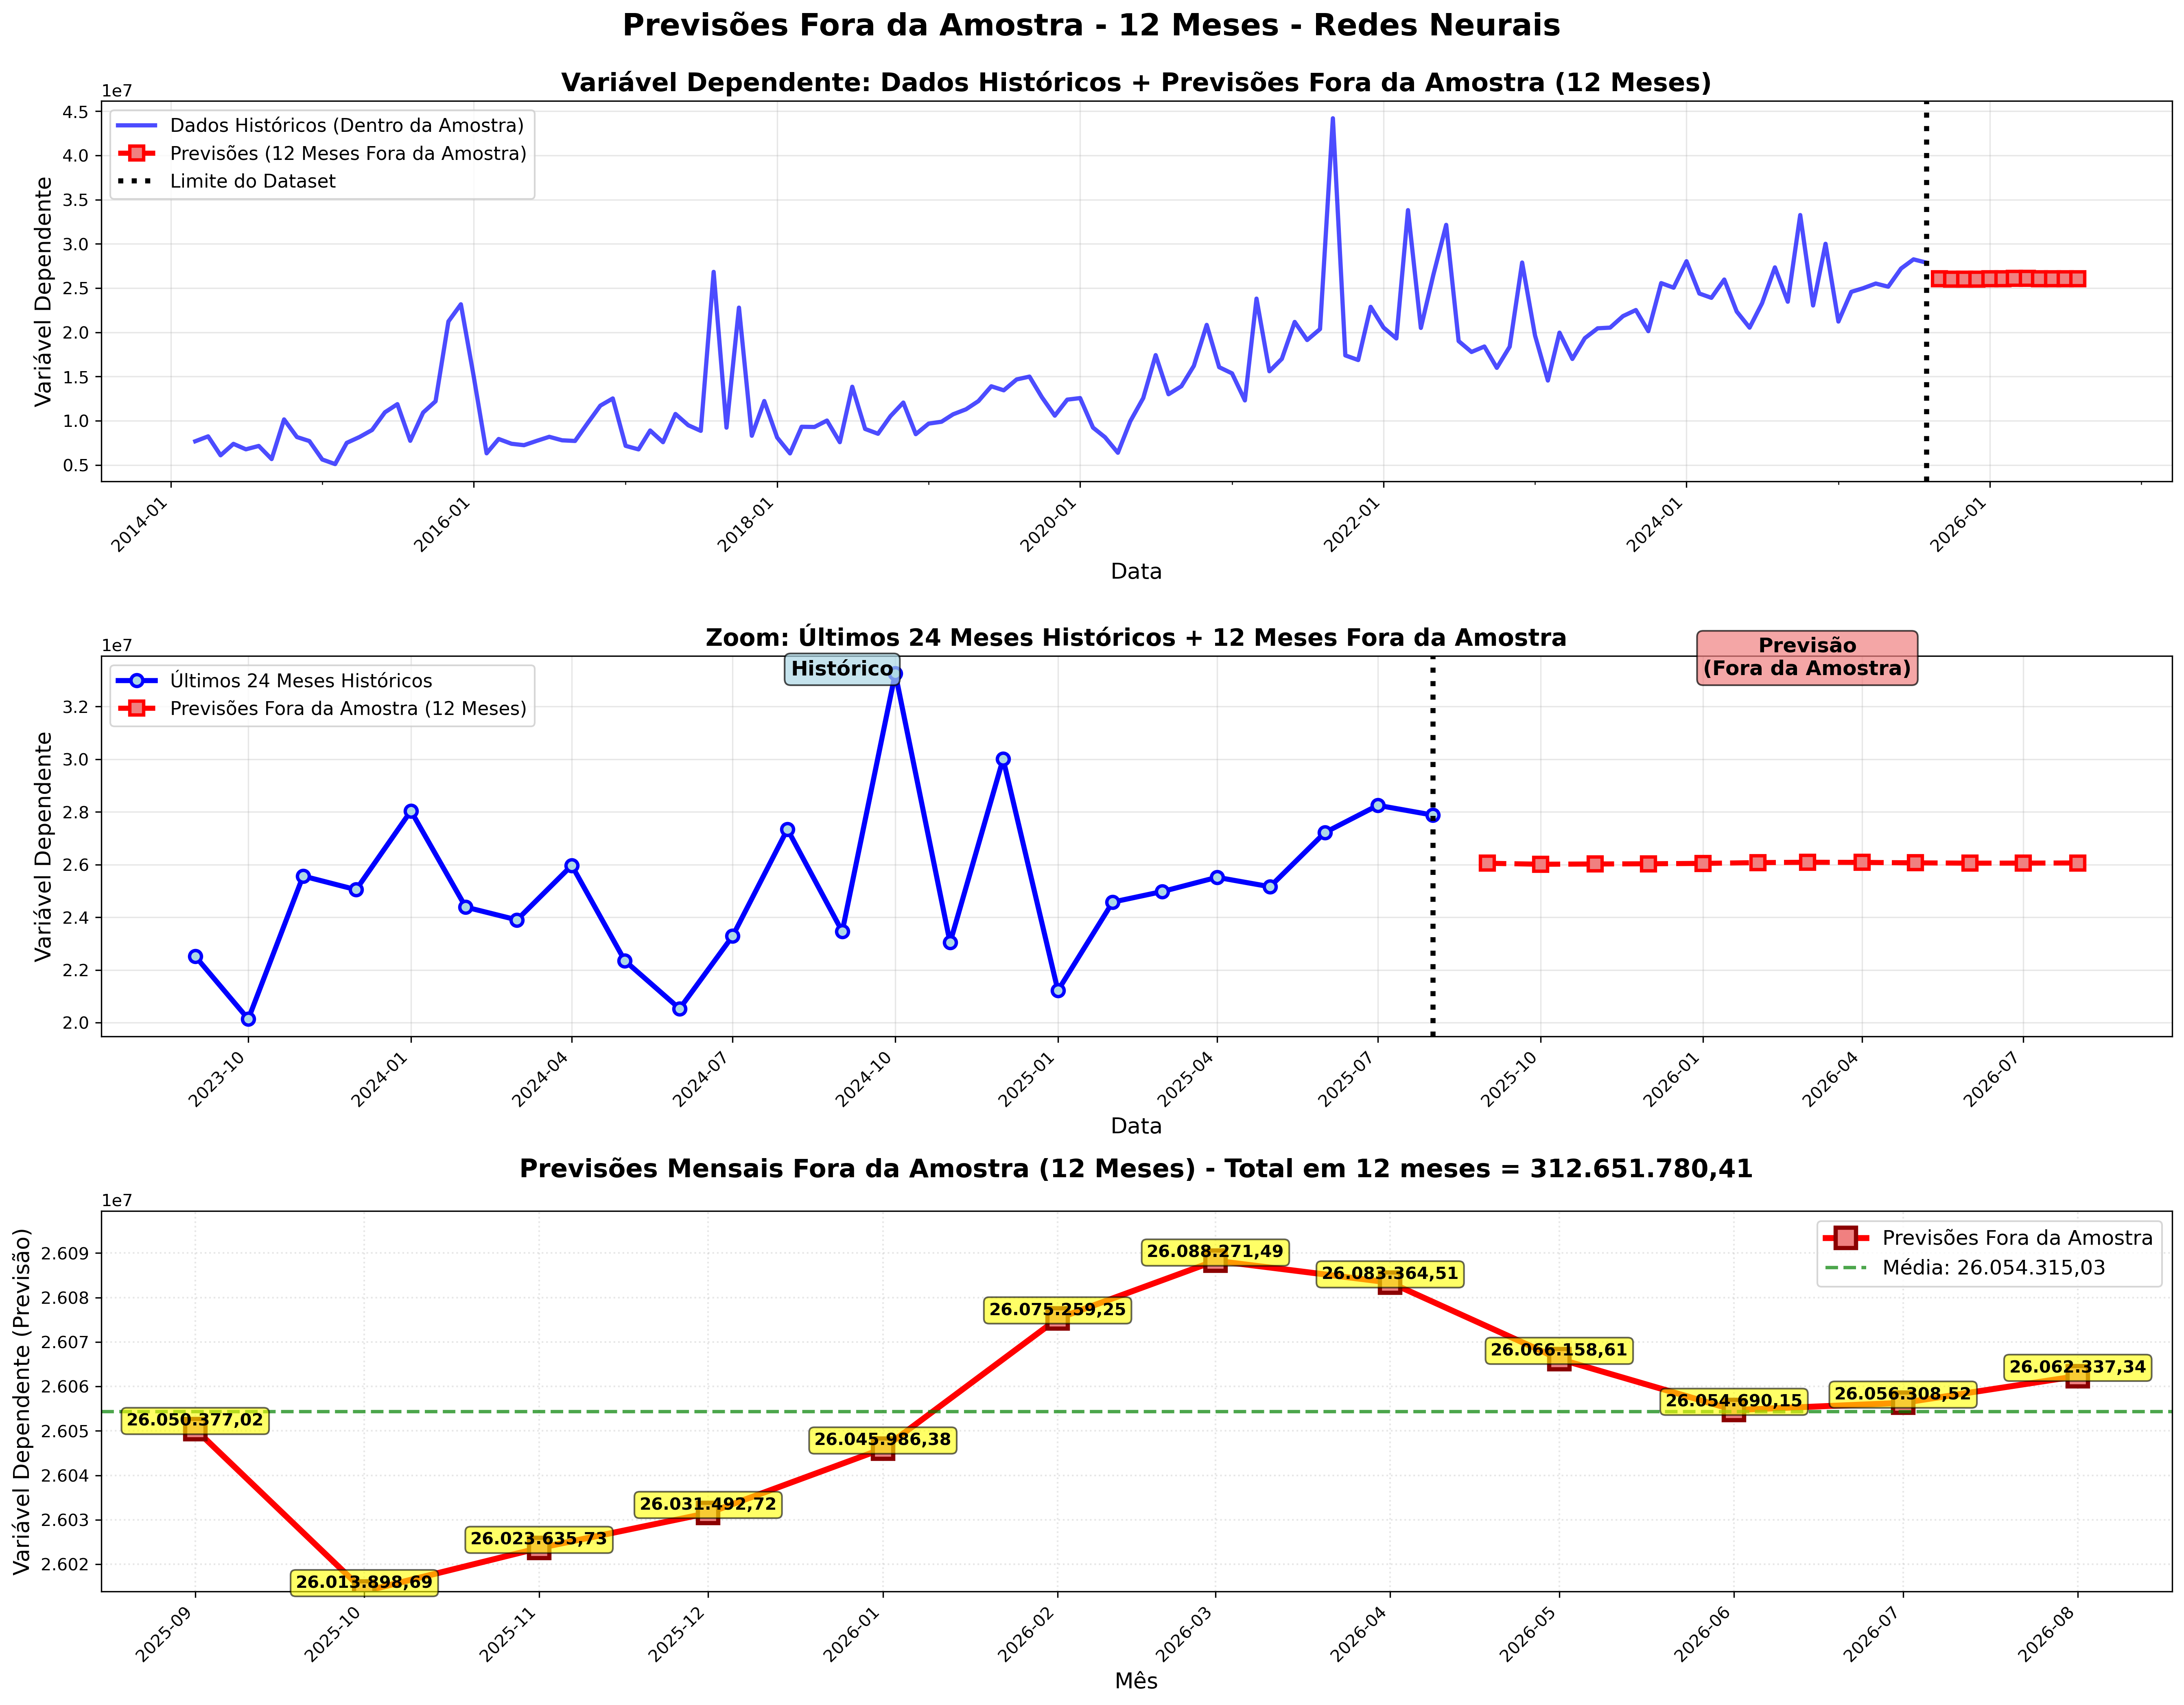 Previsões Fora da Amostra - 12 Meses - Redes Neurais
Variável Dependente: Dados Históricos + Previsões Fora da Amostra (12 Meses)
1e7
Dados Históricos (Dentro da Amostra)
Previsões (12 Meses Fora da Amostra)
Limite do Dataset
Variável Dependente
4.5
4.0
3.5
3.0
2.5
2.0
1.5
1.0
0.5
2014-01
2016-01
2018-01
2020-01
2022-01
2024-01
2026-01
Data
Zoom: Últimos 24 Meses Históricos + 12 Meses Fora da Amostra
1e7
Últimos 24 Meses Históricos
Previsões Fora da Amostra (12 Meses)
Histórico
Previsão
(Fora da Amostra)
Variável Dependente
3.2
3.0
2.8
2.6
2.4
2.2
2.0
2023-10
2024-01
2024-04
2024-07
2024-10
2025-01
2025-04
2025-07
2025-10
2026-01
2026-04
2026-07
Data
Previsões Mensais Fora da Amostra (12 Meses) - Total em 12 meses = 312.651.780,41
1e7
Previsões Fora da Amostra
Média: 26.054.315,03
Variável Dependente (Previsão)
2.609
2.608
2.607
2.606
2.605
2.604
2.603
2.602
26.050.377,02
26.013.898,69
26.023.635,73
26.031.492,72
26.045.986,38
26.075.259,25
26.088.271,49
26.083.364,51
26.066.158,61
26.054.690,15
26.056.308,52
26.062.337,34
2025-09
2025-10
2025-11
2025-12
2026-01
2026-02
2026-03
2026-04
2026-05
2026-06
2026-07
2026-08
Mês